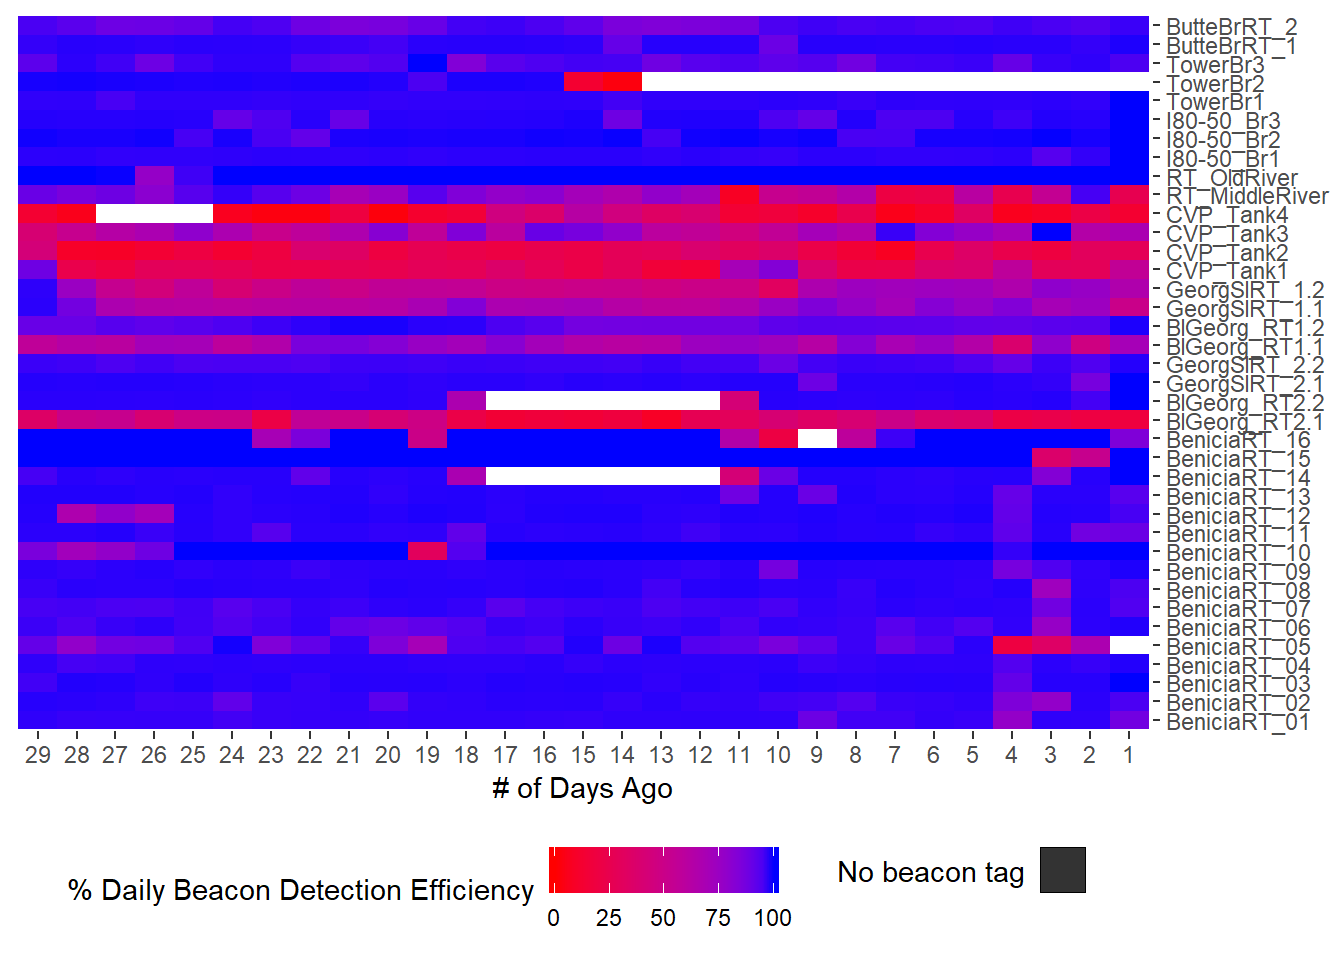 ButteBrRT_2
ButteBrRT_1
TowerBr3
TowerBr2
TowerBr1
I80-50_Br3
I80-50_Br2
I80-50_Br1
RT_OldRiver
RT_MiddleRiver
CVP_Tank4
CVP_Tank3
CVP_Tank2
CVP_Tank1
GeorgSlRT_1.2
GeorgSlRT_1.1
BlGeorg_RT1.2
BlGeorg_RT1.1
GeorgSlRT_2.2
GeorgSlRT_2.1
BlGeorg_RT2.2
BlGeorg_RT2.1
BeniciaRT_16
BeniciaRT_15
BeniciaRT_14
BeniciaRT_13
BeniciaRT_12
BeniciaRT_11
BeniciaRT_10
BeniciaRT_09
BeniciaRT_08
BeniciaRT_07
BeniciaRT_06
BeniciaRT_05
BeniciaRT_04
BeniciaRT_03
BeniciaRT_02
BeniciaRT_01
29 28 27 26 25 24 23 22 21 20 19 18 17 16 15 14 13 12 11 10 9 8 7 6 5 4 3 2 1
# of Days Ago
% Daily Beacon Detection Efficiency
0 25 50 75 100
No beacon tag